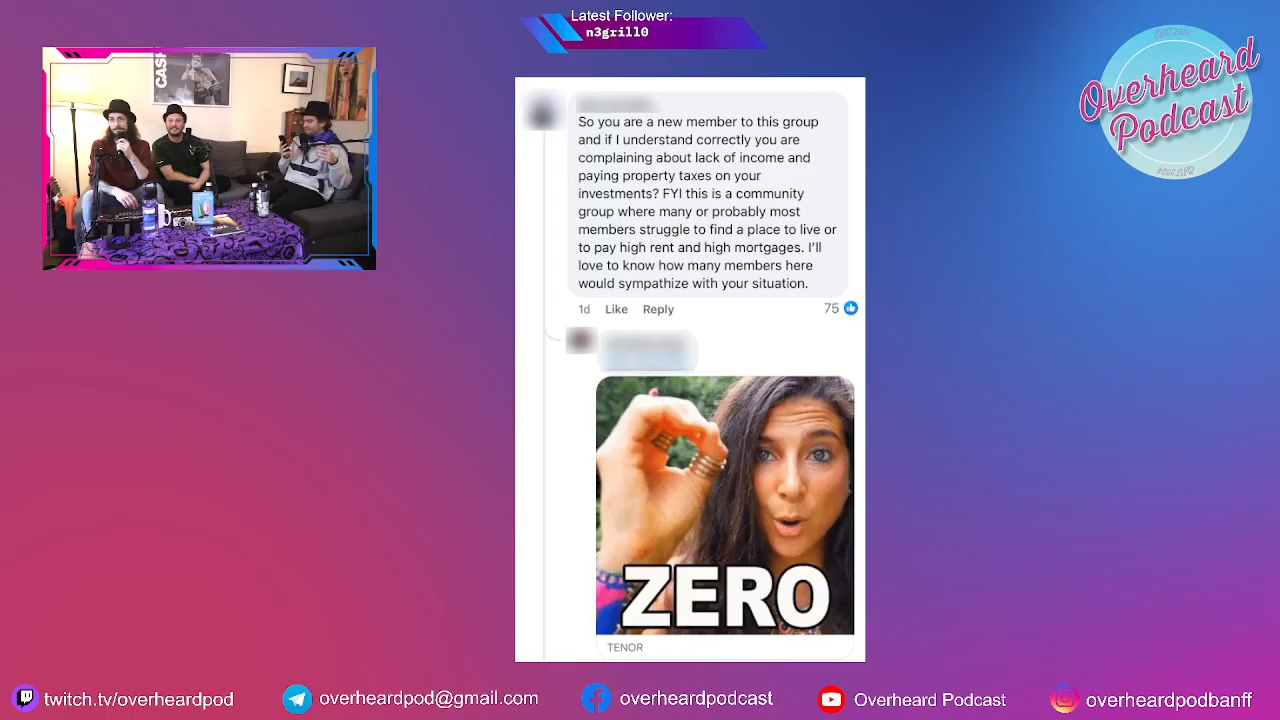 Latest Follower:
n3grill0
CASH
Overheard
Podcast
So you are a new member to this group
and if I understand correctly you are
complaining about lack of income and
paying property taxes on your
investments? FYI this is a community
group where many or probably most
members struggle to find a place to live or
to pay high rent and high mortgages. I'll
love to know how many members here
would sympathize with your situation.
1d Like Reply 75
ZERO
TENOR
twitch.tv/overheardpod
overheardpod@gmail.com
overheardpodcast
Overheard Podcast
overheardpodbanff